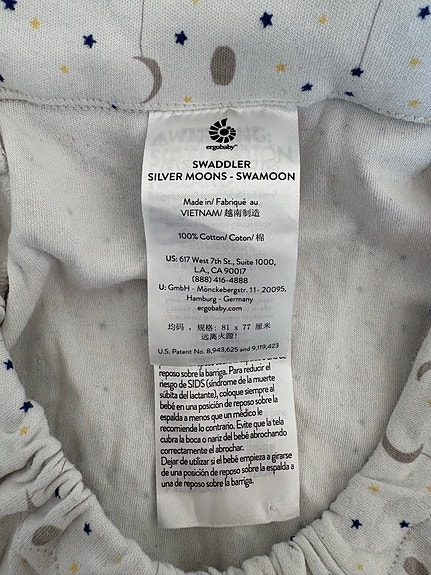 ergobaby™
SWADDLER
SILVER MOONS - SWAMOON
Made in/ Fabriqué au
VIETNAM/ 越南制造
100% Cotton/ Coton/ 棉
US: 617 West 7th St., Suite 1000,
L.A., CA 90017
(888) 416-4888
U: GmbH - Mönckebergstr. 11 - 20095,
Hamburg - Germany
ergobaby.com
均码 , 规格: 81 x 77 厘米
远离火源!
U.S. Patent No. 8,943,625 and 9,119,423
reposo sobre la barriga. Para reducir el
riesgo de SIDS (síndrome de la muerte
súbita del lactante), coloque siempre al
bebé en una posición de reposo sobre la
espalda a menos que un médico le
recomiende lo contrario. Evite que la tela
cubra la boca o nariz del bebé abrochando
correctamente el abrochar.
Dejar de utilizar si el bebé empieza a girarse
de una posición de reposo sobre la espalda a
una de reposo sobre la barriga.